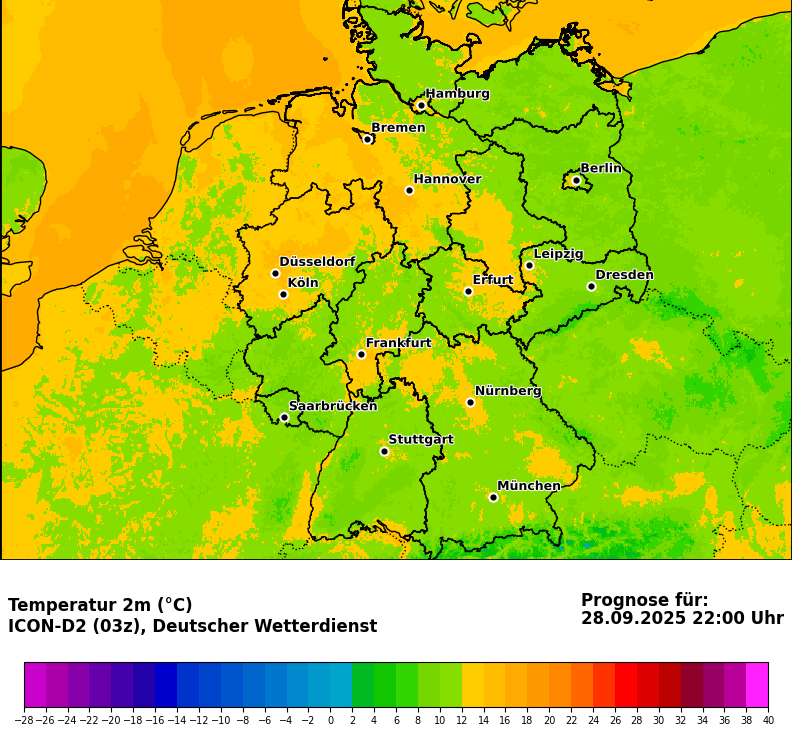 Hamburg
Bremen
Berlin
Hannover
Leipzig
Düsseldorf
Dresden
Köln
Erfurt
Frankfurt
Nürnberg
Saarbrücken
Stuttgart
München
Temperatur 2m (°C)
ICON-D2 (03z), Deutscher Wetterdienst
Prognose für:
28.09.2025 22:00 Uhr
−28 −26 −24 −22 −20 −18 −16 −14 −12 −10 −8 −6 −4 −2 0 2 4 6 8 10 12 14 16 18 20 22 24 26 28 30 32 34 36 38 40